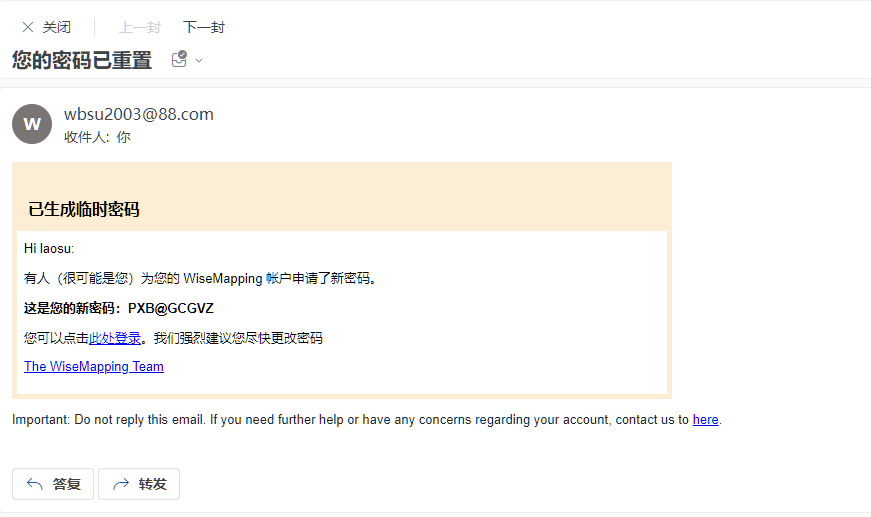 关闭 上一封 下一封
您的密码已重置
W
wbsu2003@88.com
收件人：你
已生成临时密码
Hi laosu:
有人（很可能是您）为您的 WiseMapping 帐户申请了新密码。
这是您的新密码：PXB@GCGVZ
您可以点击此处登录。我们强烈建议您尽快更改密码
The WiseMapping Team
Important: Do not reply this email. If you need further help or have any concerns regarding your account, contact us to here.
答复 转发